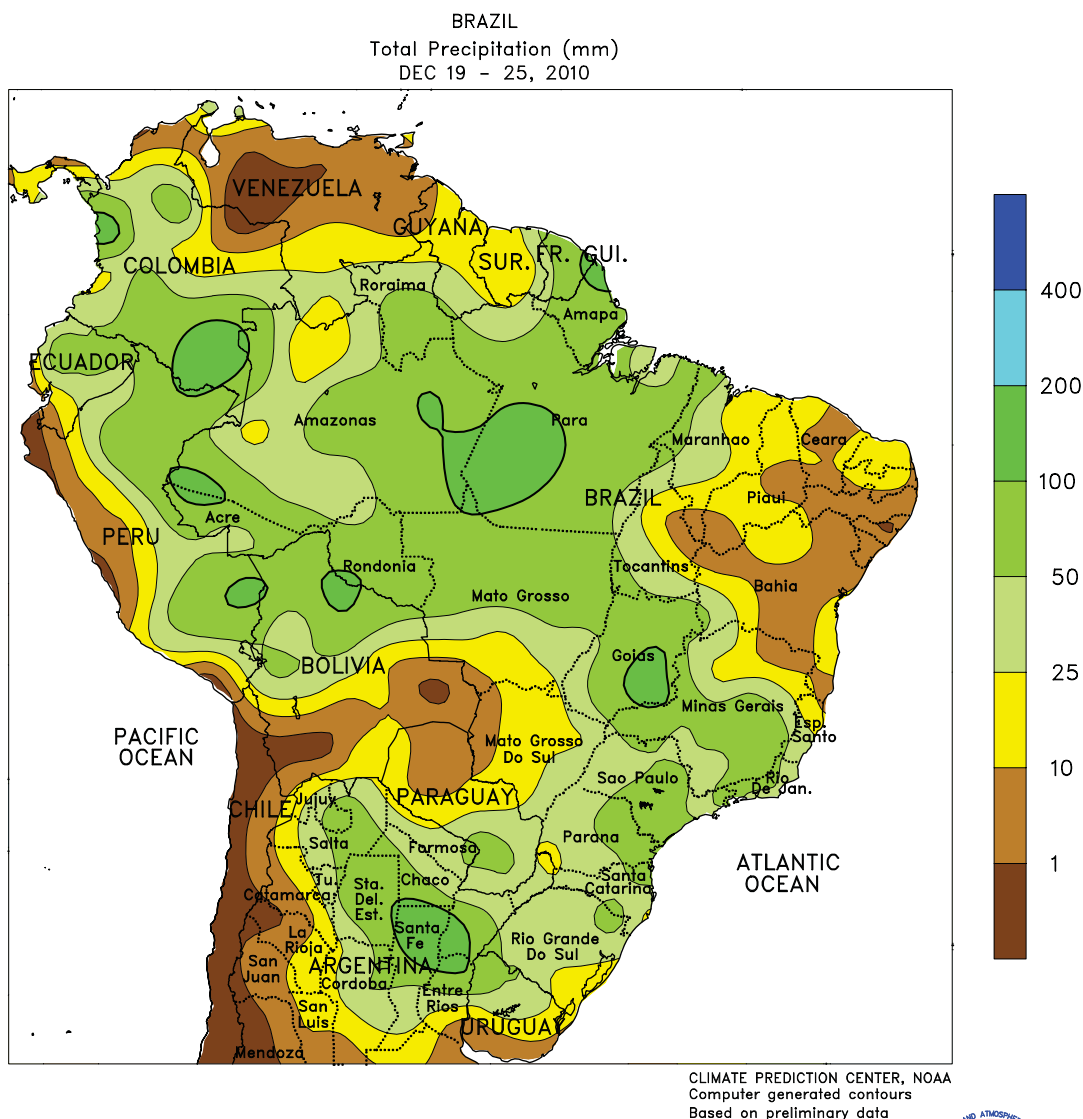 BRAZIL
Total Precipitation (mm)
DEC 19 - 25, 2010
VENEZUELA
GUYANA
SUR.
FR. GUI.
COLOMBIA
Roraima
Amapa
ECUADOR
Amazonas
Para
Maranhao
Ceara
BRAZIL
Piaui
Acre
PERU
Rondonia
Tocantins
Mato Grosso
Bahia
Goias
BOLIVIA
Minas Gerais
Esp.
Santo
PACIFIC
OCEAN
Mato Grosso
Do Sul
Sao Paulo
Rio
De Jan.
CHILE
Jujuy
PARAGUAY
Salta
Formosa
Parana
ATLANTIC
OCEAN
Tu.
Chaco
Santa
Catarina
Catamarca
Sta.
Del.
Est.
Santa
Fe
La
Rioja
Rio Grande
Do Sul
San
Juan
ARGENTINA
Cordoba
Entre
Rios
San
Luis
URUGUAY
Mendoza
400
200
100
50
25
10
1
CLIMATE PREDICTION CENTER, NOAA
Computer generated contours
Based on preliminary data
AND ATMOSPHE